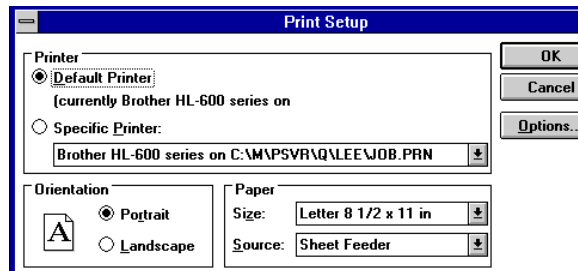 Print Setup
Printer
Default Printer
(currently Brother HL-600 series on
Specific Printer:
Brother HL-600 series on C:\M\PSVR\Q\LEE\JOB.PRN
OK
Cancel
Options..
Orientation
A
Portrait
Landscape
Paper
Size: Letter 8 1/2 x 11 in
Source: Sheet Feeder